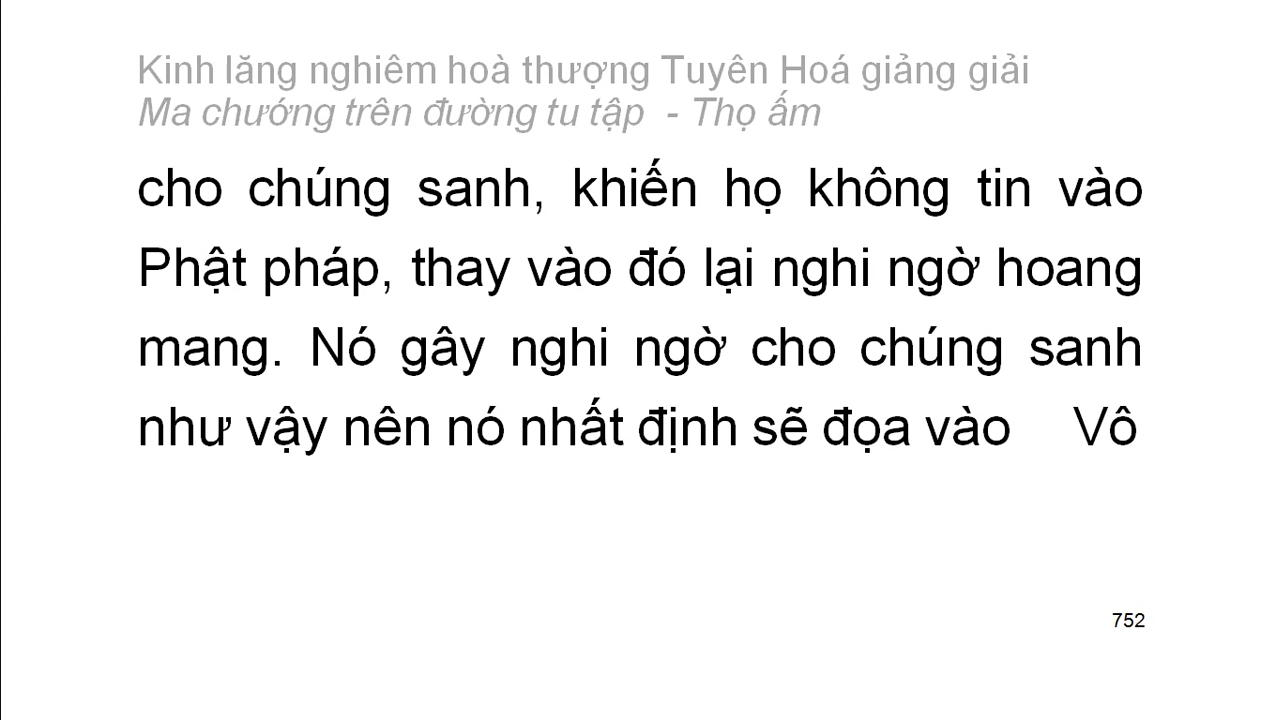 Kinh lăng nghiêm hoà thượng Tuyên Hoá giảng giải
Ma chướng trên đường tu tập - Thọ ấm
cho chúng sanh, khiến họ không tin vào
Phật pháp, thay vào đó lại nghi ngờ hoang
mang. Nó gây nghi ngờ cho chúng sanh
như vậy nên nó nhất định sẽ đọa vào Vô
752